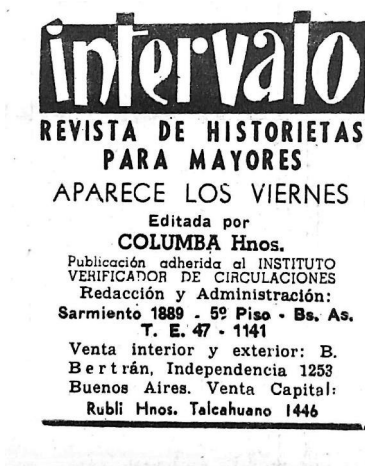 intervalo
REVISTA DE HISTORIETAS
PARA MAYORES
APARECE LOS VIERNES
Editada por
COLUMBA Hnos.
Publicación adherida al INSTITUTO
VERIFICADOR DE CIRCULACIONES
Redacción y Administración:
Sarmiento 1889 - 5º Piso - Bs. As.
T. E. 47 - 1141
Venta interior y exterior: B.
Bertrán, Independencia 1253
Buenos Aires. Venta Capital:
Rubli Hnos. Talcahuano 1446